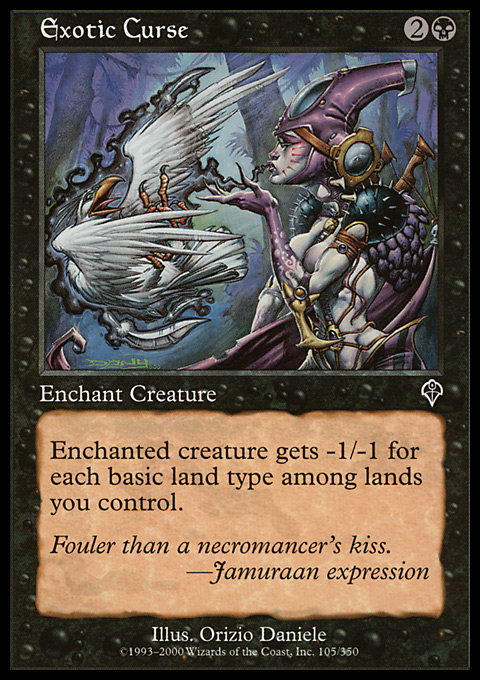 Exotic Curse
2
Enchant Creature
Enchanted creature gets -1/-1 for
each basic land type among lands
you control.
Fouler than a necromancer's kiss.
—Jamuraan expression
Illus. Orizio Daniele
©1993–2000 Wizards of the Coast, Inc. 105/350